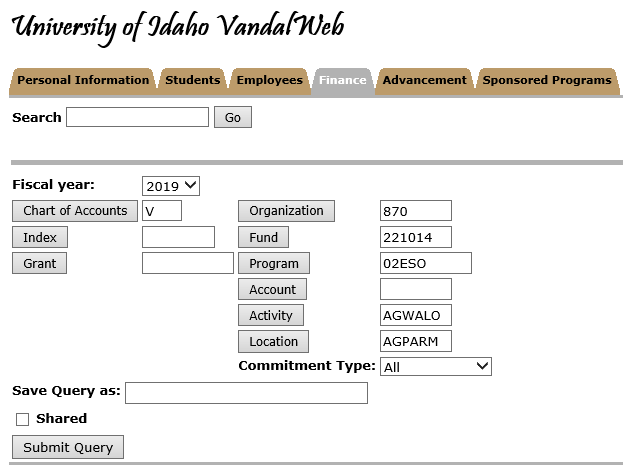 University of Idaho VandalWeb
Personal Information Students Employees Finance Advancement Sponsored Programs
Search Go
Fiscal year: 2019
Chart of Accounts V Organization 870
Index Fund 221014
Grant Program 02ESO
Account
Activity AGWALO
Location AGPARM
Commitment Type: All
Save Query as:
Shared
Submit Query